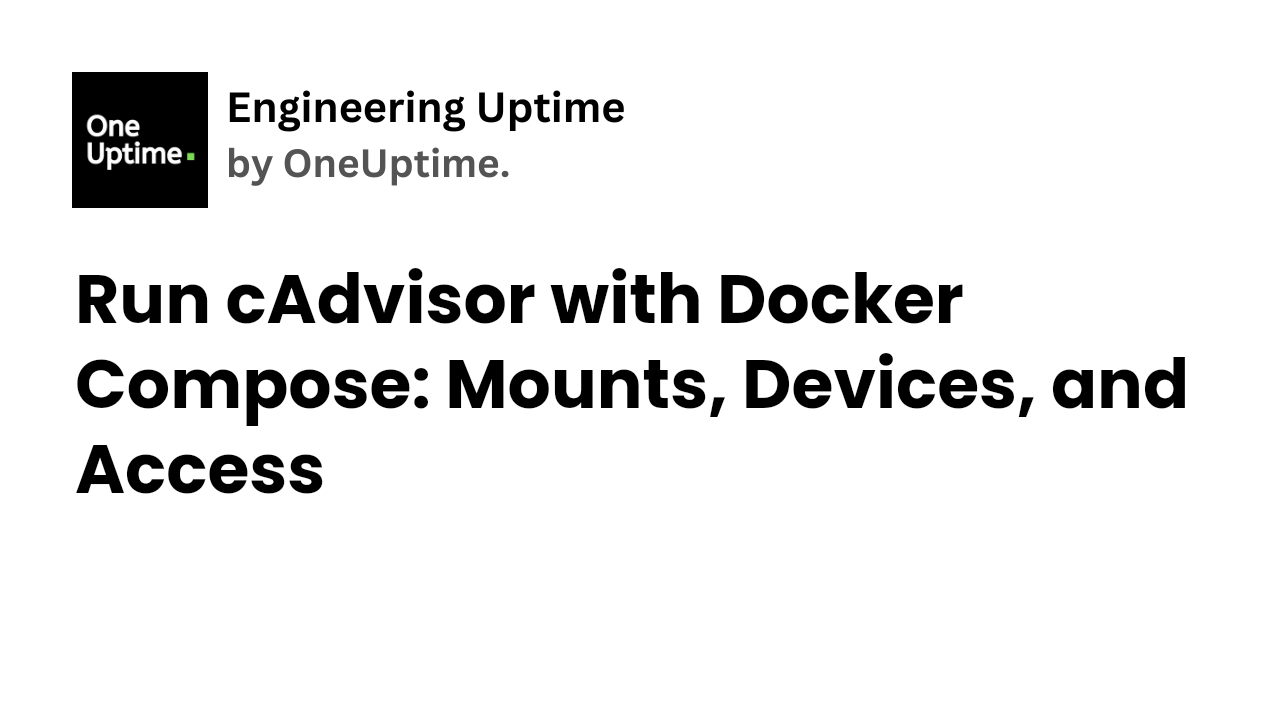 One
Uptime
Engineering Uptime
by OneUptime.
Run cAdvisor with Docker
Compose: Mounts, Devices, and
Access